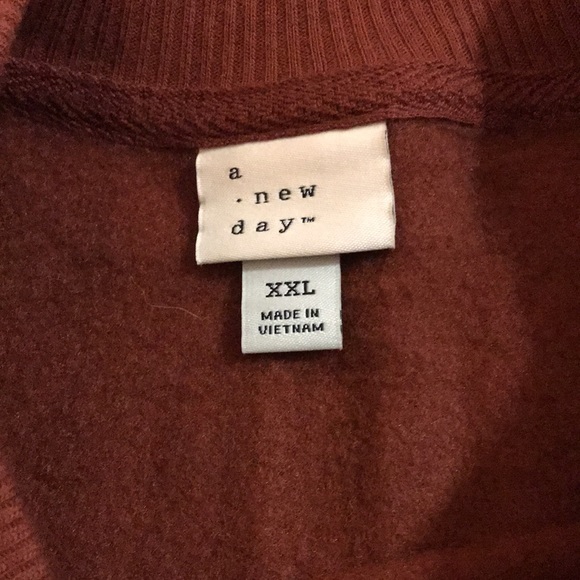 a
· new
day™
XXL
MADE IN
VIETNAM